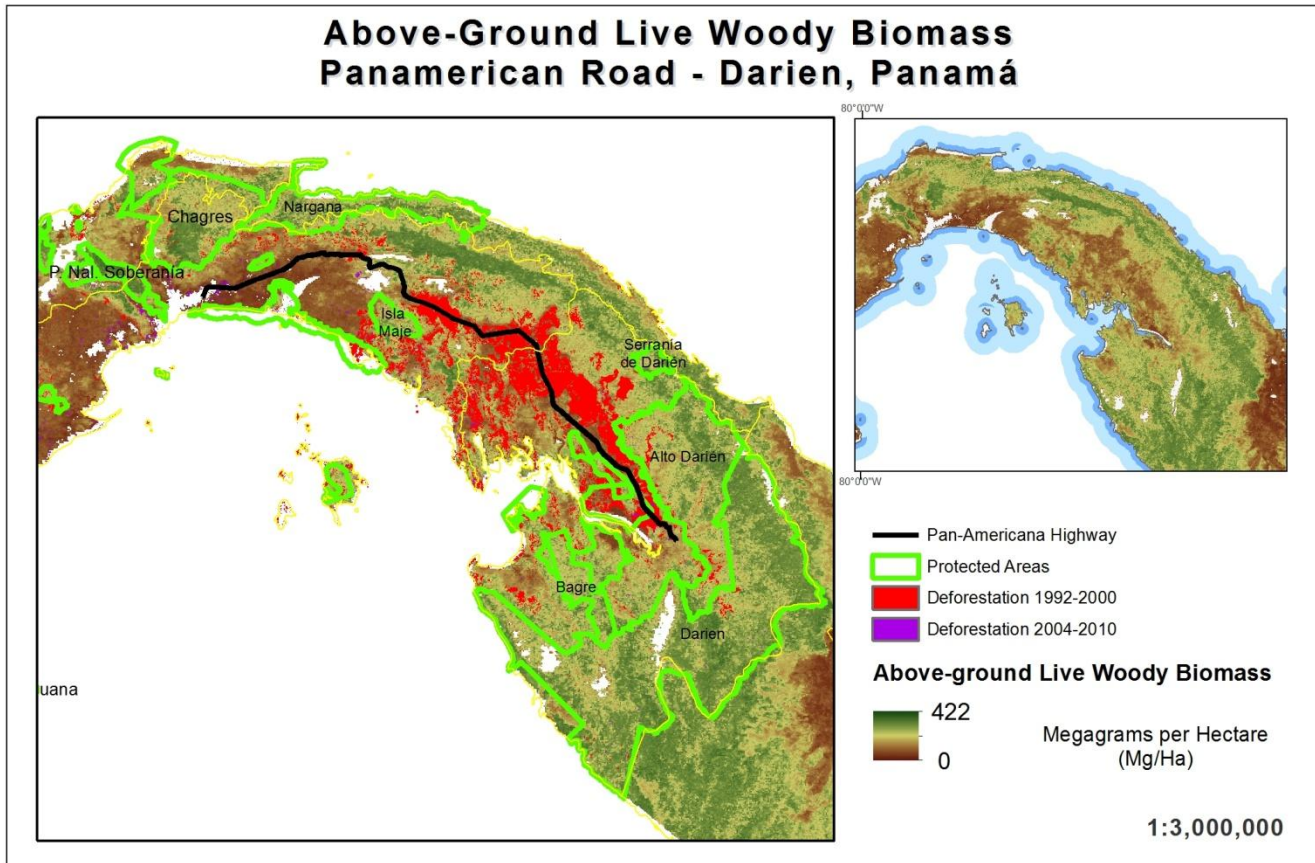 Above-Ground Live Woody Biomass
Panamerican Road - Darien, Panamá
80°0'0"W
Chagres
Nargana
P. Nal. Soberanía
Isla
Maje
Serrania
de Darién
Alto Darién
Bagre
Darien
uana
80°0'0"W
Pan-Americana Highway
Protected Areas
Deforestation 1992-2000
Deforestation 2004-2010
Above-ground Live Woody Biomass
422
0
Megagrams per Hectare
(Mg/Ha)
1:3,000,000